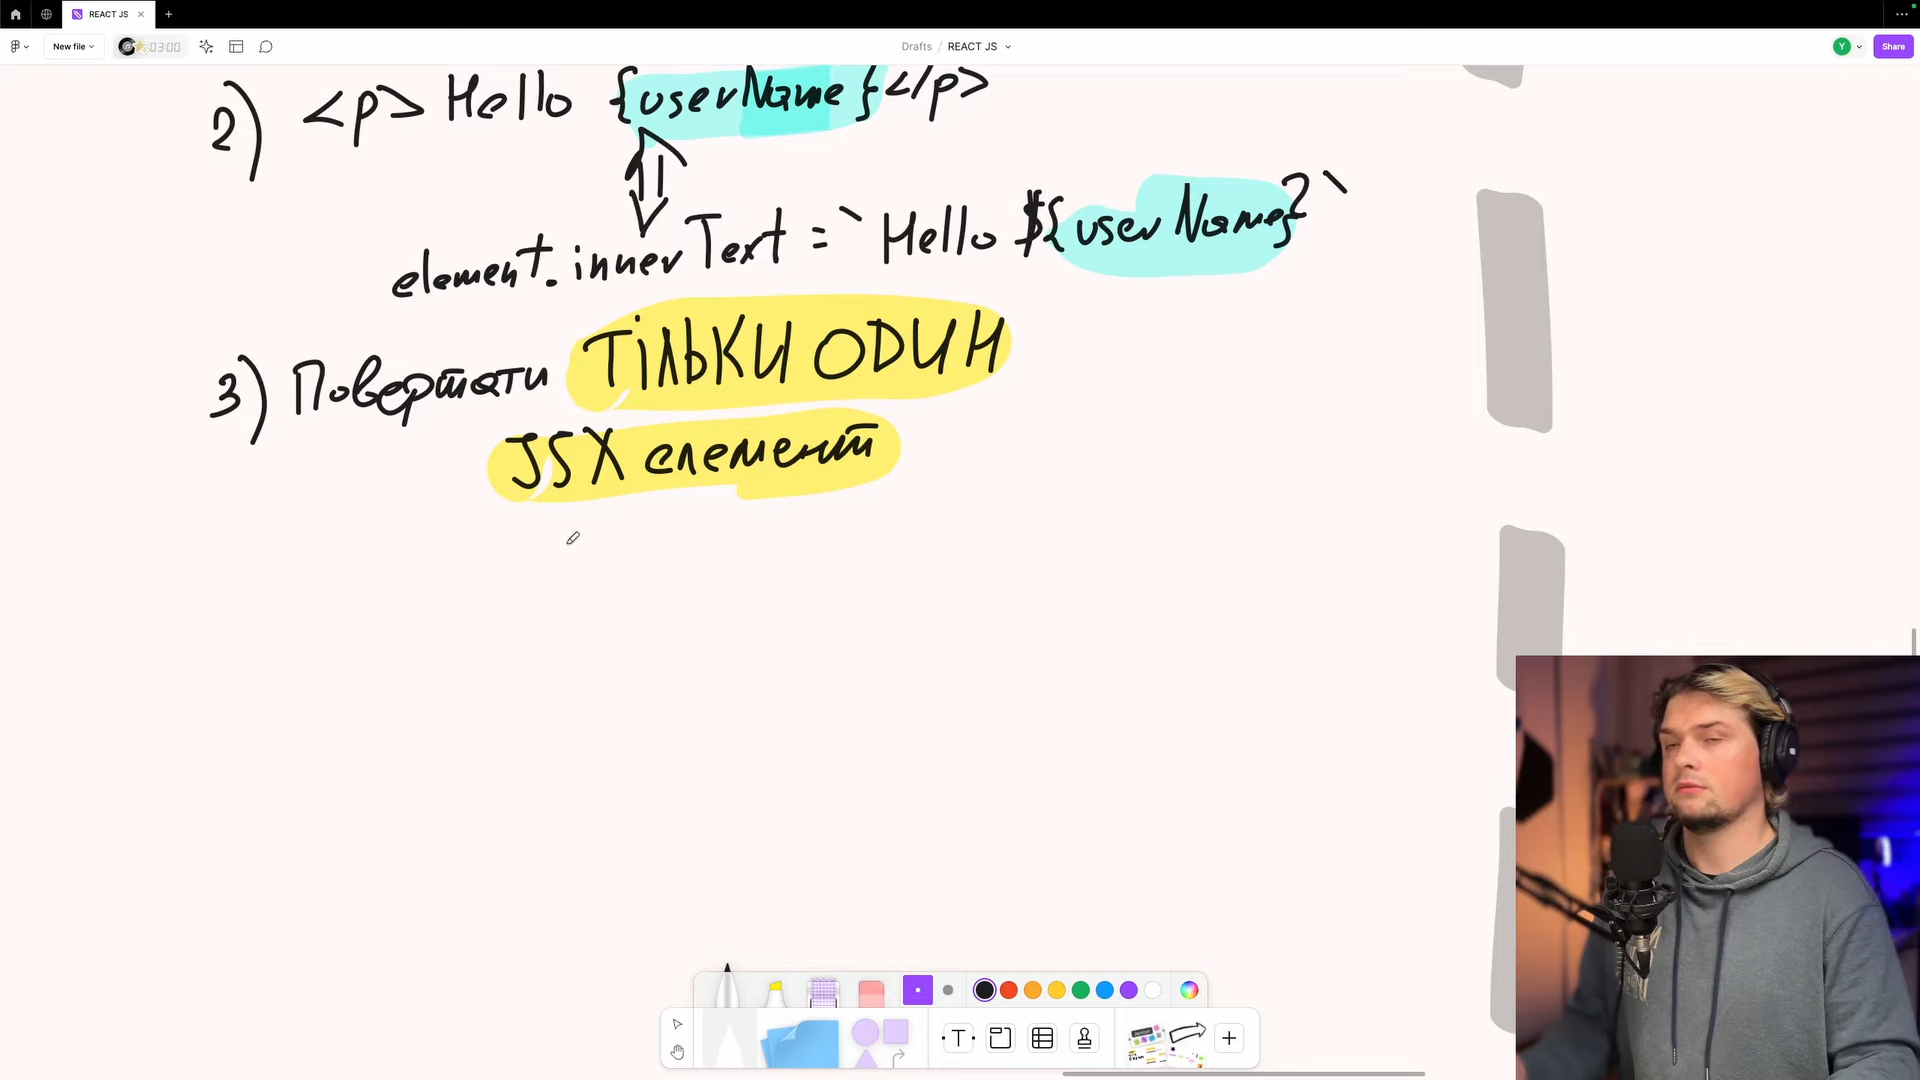 REACT JS
New file
03:00
Drafts / REACT JS
Y
Share
2) <p> Hello {userName}</p>
element.innerText = `Hello ${userName}`
3) Повертати ТІЛЬКИ ОДИН
JSX елемент
T